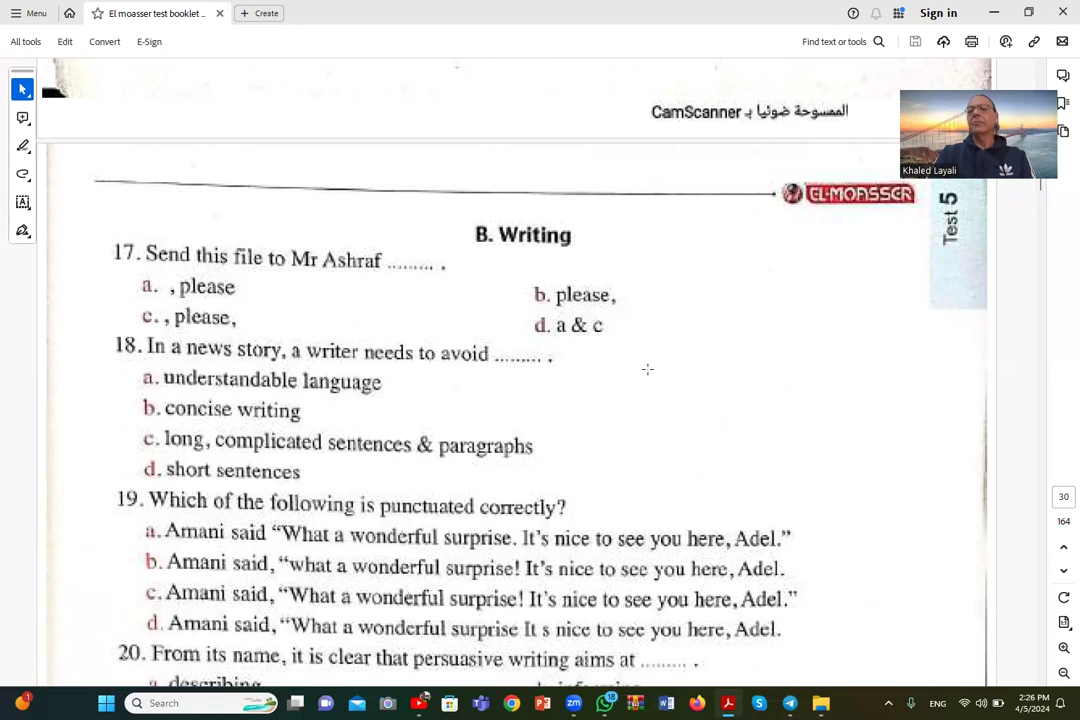 Menu
El moasser test booklet ...
Create
Sign in
All tools
Edit
Convert
E-Sign
Find text or tools
الممسوحة ضوئيا بـ CamScanner
Khaled Layali
EL-MOASSER
Test 5
B. Writing
17. Send this file to Mr Ashraf ......... .
a. , please
b. please,
c. , please,
d. a & c
18. In a news story, a writer needs to avoid ......... .
a. understandable language
b. concise writing
c. long, complicated sentences & paragraphs
d. short sentences
19. Which of the following is punctuated correctly?
a. Amani said “What a wonderful surprise. It’s nice to see you here, Adel.”
b. Amani said, “what a wonderful surprise! It’s nice to see you here, Adel.
c. Amani said, “What a wonderful surprise! It’s nice to see you here, Adel.”
d. Amani said, “What a wonderful surprise It s nice to see you here, Adel.
20. From its name, it is clear that persuasive writing aims at ......... .
a. describing
30
164
1
Search
18
ENG
2:26 PM
4/5/2024